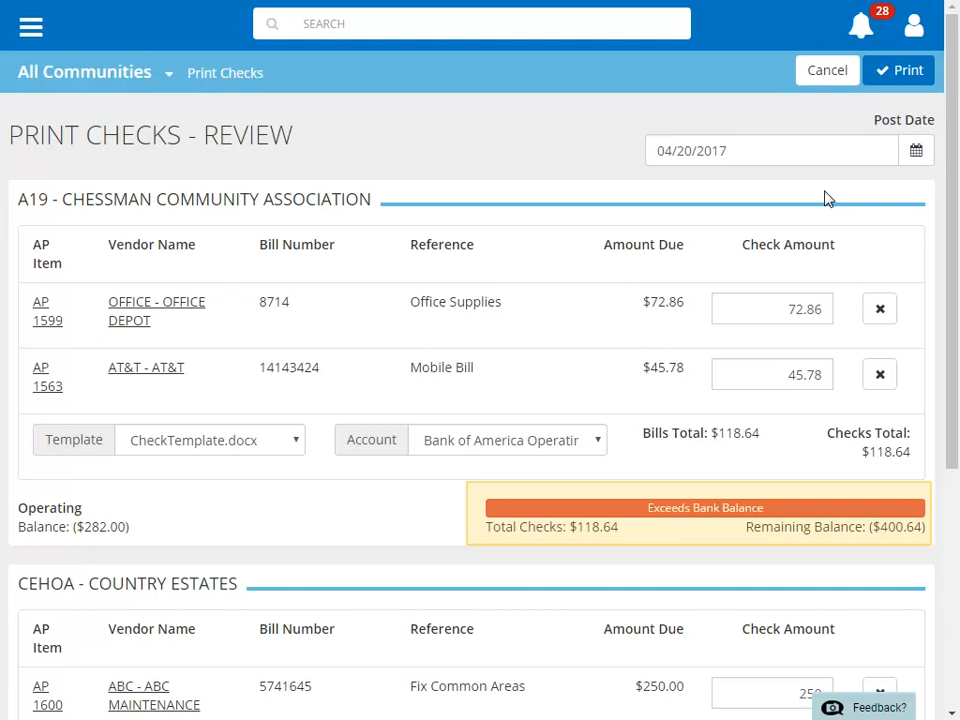 SEARCH
28
All Communities Print Checks Cancel Print
Post Date
PRINT CHECKS - REVIEW
04/20/2017
A19 - CHESSMAN COMMUNITY ASSOCIATION
AP Item Vendor Name Bill Number Reference Amount Due Check Amount
AP 1599 OFFICE - OFFICE DEPOT 8714 Office Supplies $72.86 72.86
AP 1563 AT&T - AT&T 14143424 Mobile Bill $45.78 45.78
Template CheckTemplate.docx Account Bank of America Operatir Bills Total: $118.64 Checks Total: $118.64
Operating
Balance: ($282.00)
Exceeds Bank Balance
Total Checks: $118.64 Remaining Balance: ($400.64)
CEHOA - COUNTRY ESTATES
AP Item Vendor Name Bill Number Reference Amount Due Check Amount
AP 1600 ABC - ABC MAINTENANCE 5741645 Fix Common Areas $250.00 250
Feedback?